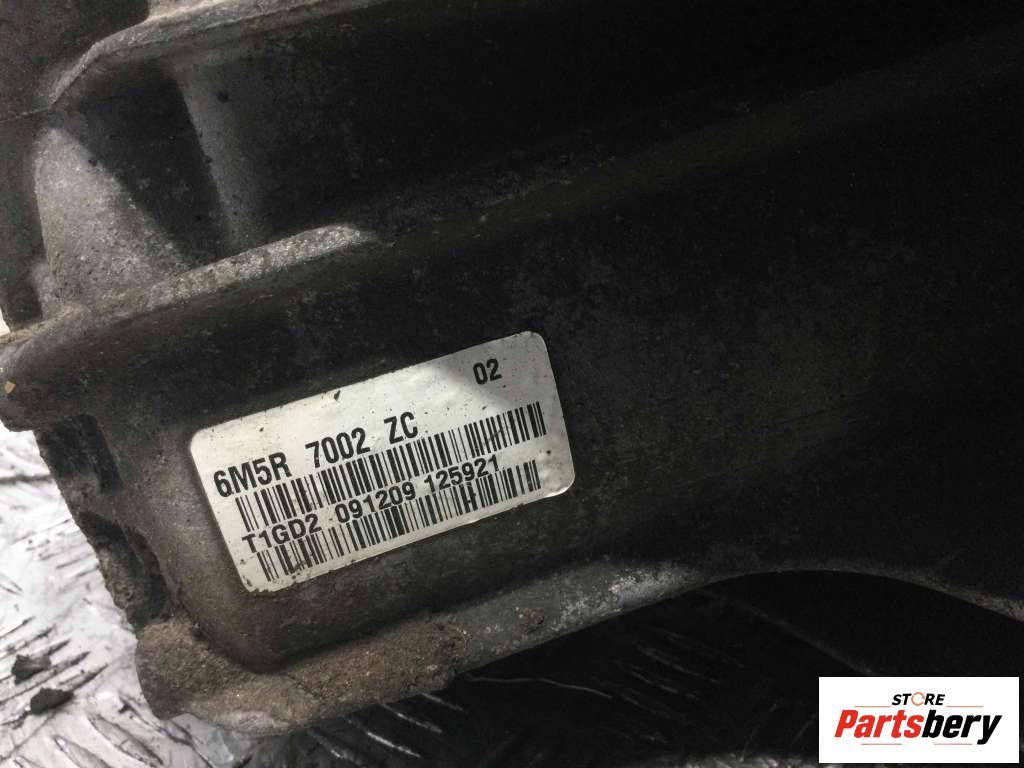 02
6M5R 7002 ZC
T1GD2 091209 125921
STORE
Partsbery